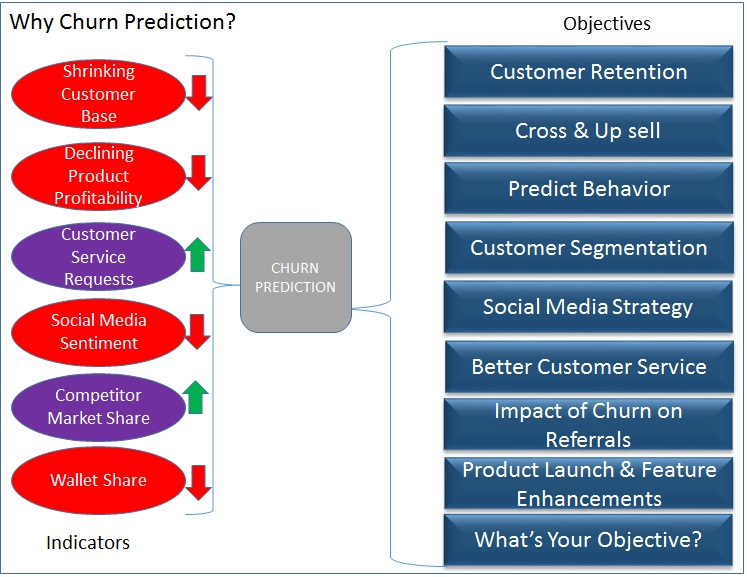 Why Churn Prediction?
Shrinking
Customer
Base
Declining
Product
Profitability
Customer
Service
Requests
Social Media
Sentiment
Competitor
Market Share
Wallet Share
Indicators
CHURN
PREDICTION
Objectives
Customer Retention
Cross & Up sell
Predict Behavior
Customer Segmentation
Social Media Strategy
Better Customer Service
Impact of Churn on
Referrals
Product Launch & Feature
Enhancements
What's Your Objective?